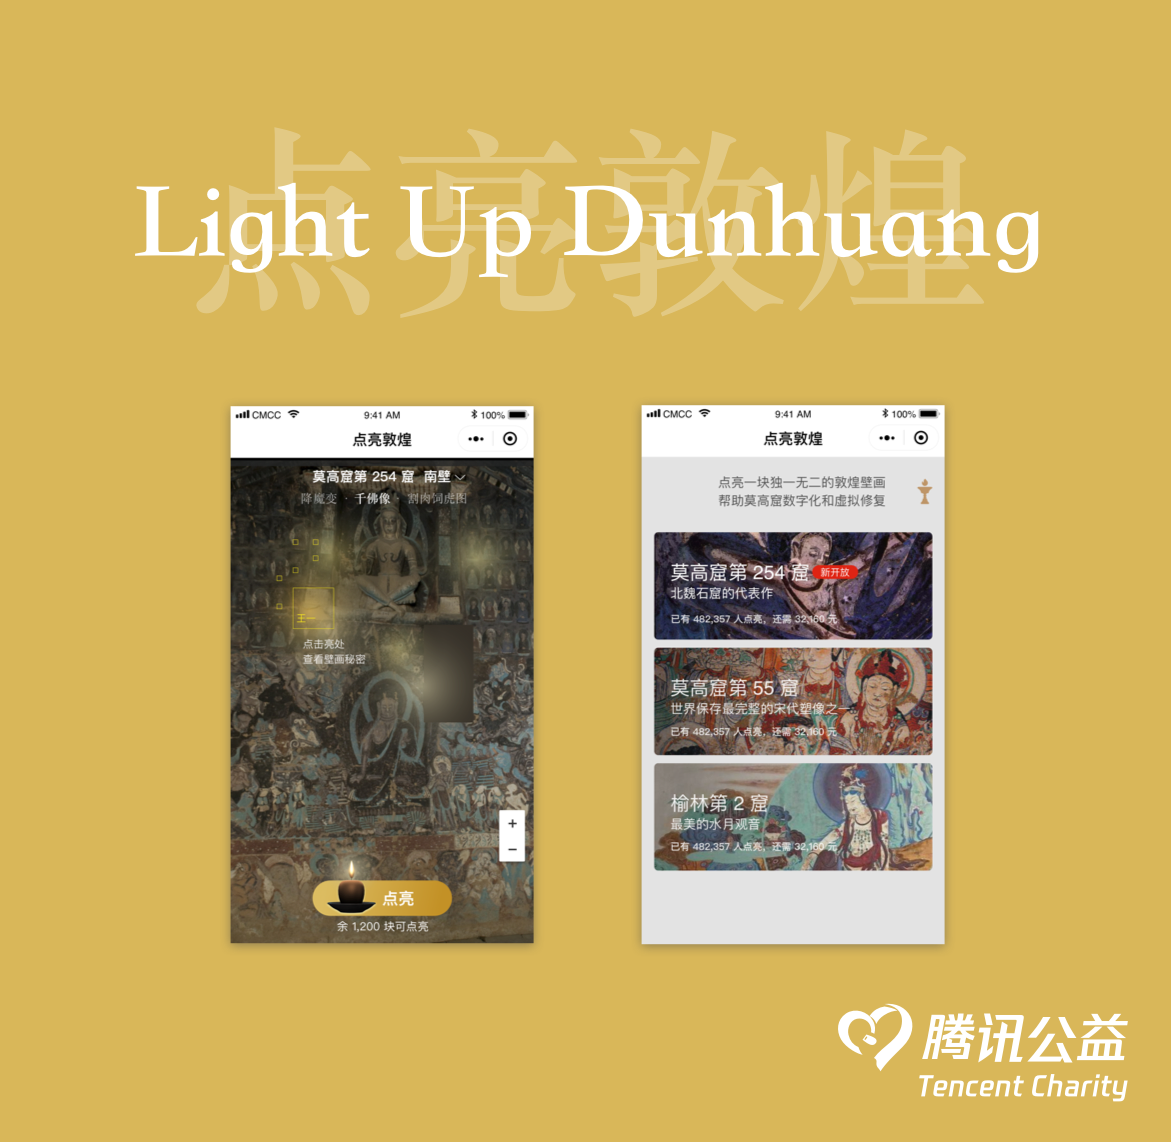 点亮敦煌
Light Up Dunhuang
CMCC 9:41 AM 100%
点亮敦煌
莫高窟第 254 窟 南壁
降魔变 · 千佛像 · 割肉饲虎图
王一
点击亮处
查看壁画秘密
+
−
点亮
余 1,200 块可点亮
CMCC 9:41 AM 100%
点亮敦煌
点亮一块独一无二的敦煌壁画
帮助莫高窟数字化和虚拟修复
莫高窟第 254 窟 新开放
北魏石窟的代表作
已有 482,357 人点亮，还需 32,160 元
莫高窟第 55 窟
世界保存最完整的宋代塑像之一...
已有 482,357 人点亮，还需 32,160 元
榆林第 2 窟
最美的水月观音
已有 482,357 人点亮，还需 32,160 元
腾讯公益
Tencent Charity